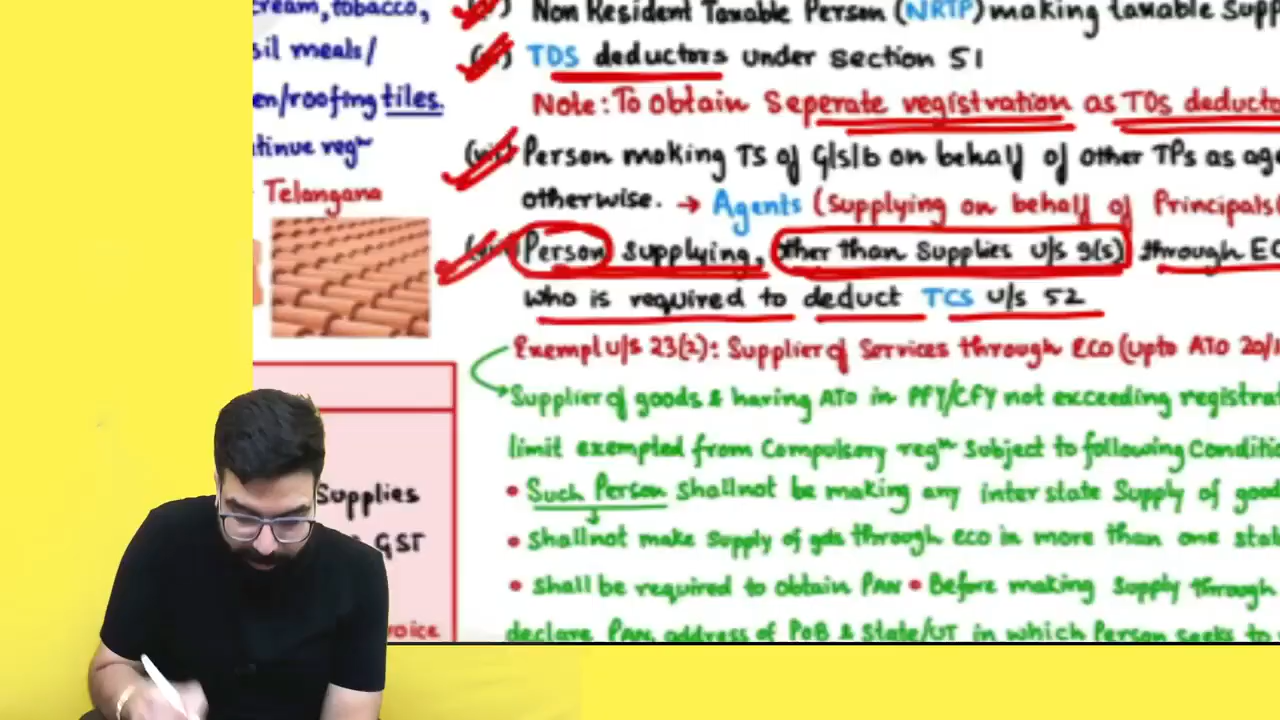 cream, tobacco,
sil meals/
en/roofing tiles.
tinue regn
Telangana
Supplies
GST
voice
Non Resident Taxable Person (NRTP) making taxable Supp
TDS deductors under section 51
Note: To obtain Seperate registration as TDS deducto
Person making TS of G/S/b on behalf of other TPs as age
otherwise. → Agents (Supplying on behalf of Principals
Person supplying, other than Supplies u/s 9(5) through EC
who is required to deduct TCS u/s 52
Exempt u/s 23(2): Supplier of Services through ECO (upto ATO 20/1
Supplier of goods & having ATO in PFY/CFY not exceeding registrat
limit exempted from Compulsory regn Subject to following Conditio
• Such Person shall not be making any inter state Supply of good
• Shall not make supply of gds through eco in more than one stat
• shall be required to obtain PAN • Before making supply through
declare PAN, address of PoB & State/UT in which Person seeks to